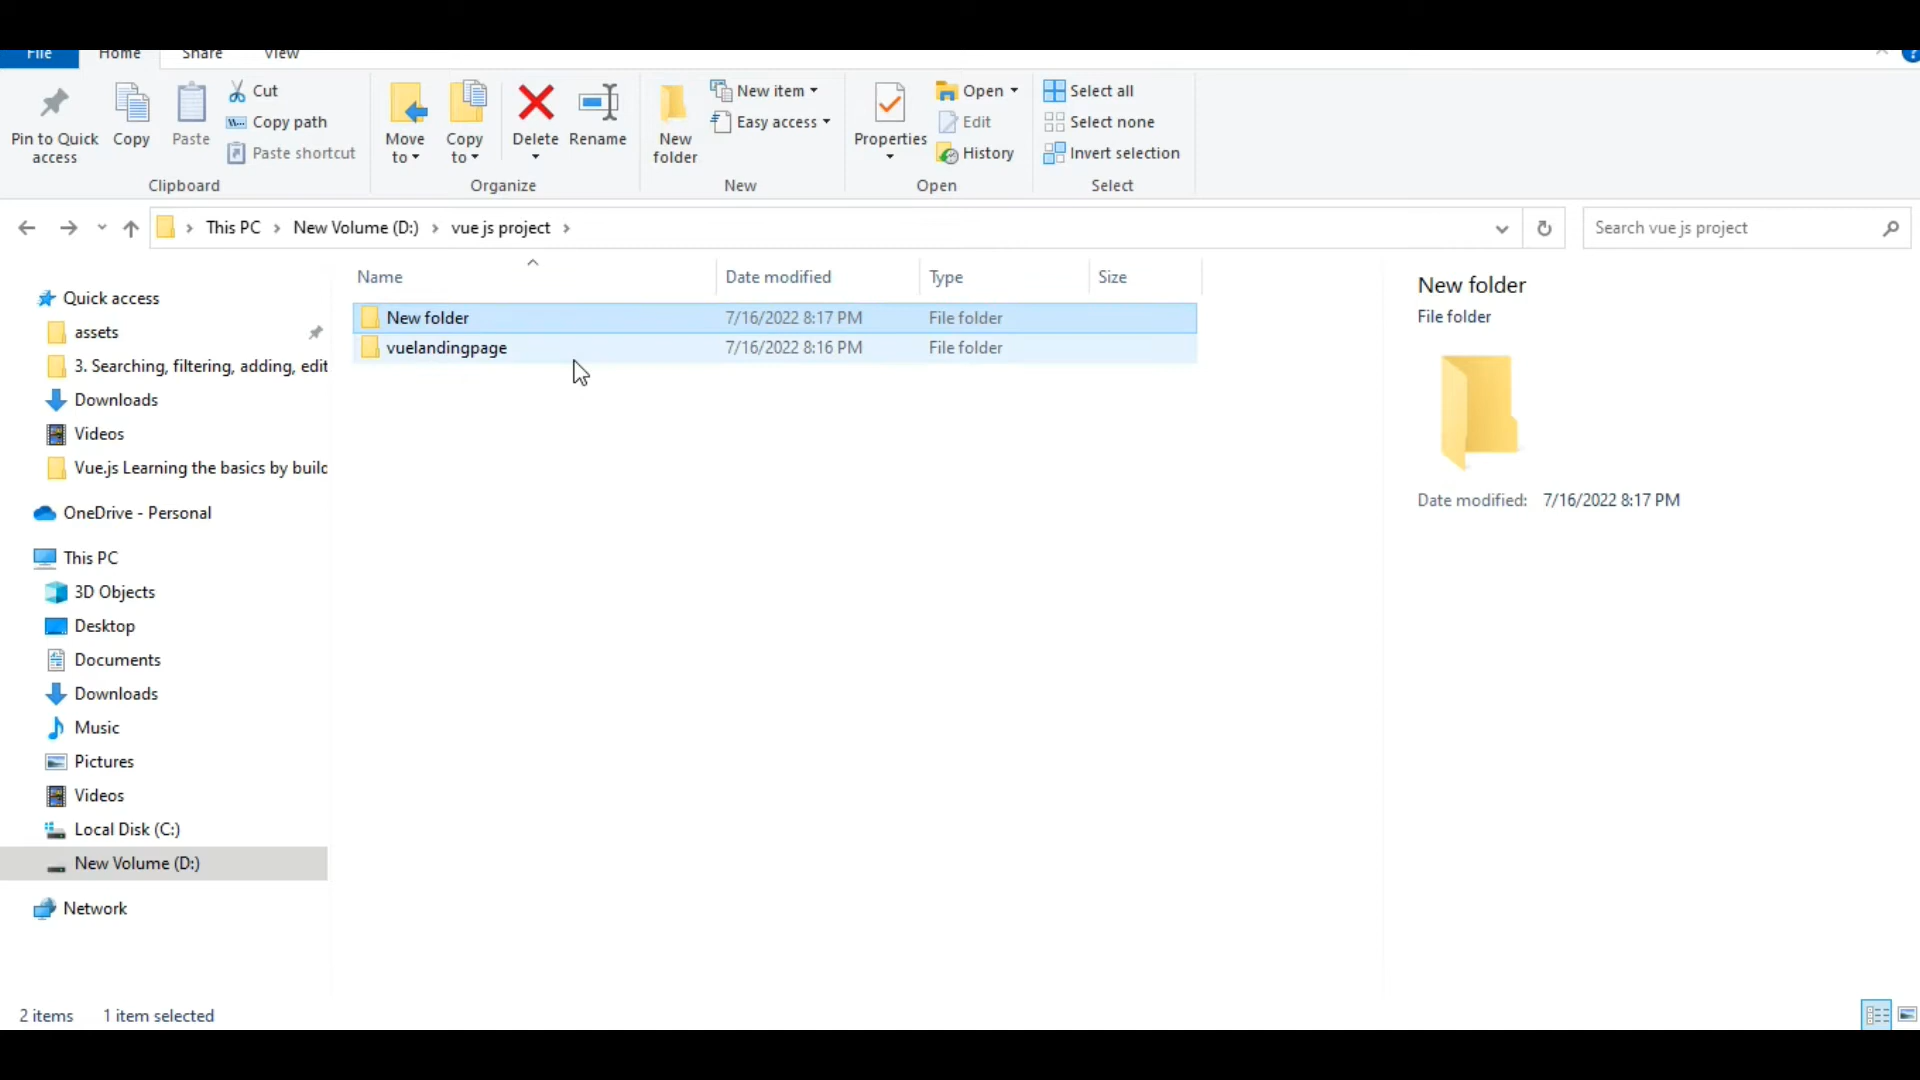 File Home Share View
Pin to Quick access Copy Paste Cut Copy path Paste shortcut
Move to Copy to Delete Rename
New folder New item Easy access
Properties Open Edit History
Select all Select none Invert selection
Clipboard Organize New Open Select
This PC New Volume (D:) vue js project
Search vue js project
Quick access
assets
3. Searching, filtering, adding, edit
Downloads
Videos
Vue.js Learning the basics by build
OneDrive - Personal
This PC
3D Objects
Desktop
Documents
Downloads
Music
Pictures
Videos
Local Disk (C:)
New Volume (D:)
Network
Name Date modified Type Size
New folder 7/16/2022 8:17 PM File folder
vuelandingpage 7/16/2022 8:16 PM File folder
New folder
File folder
Date modified: 7/16/2022 8:17 PM
2 items 1 item selected